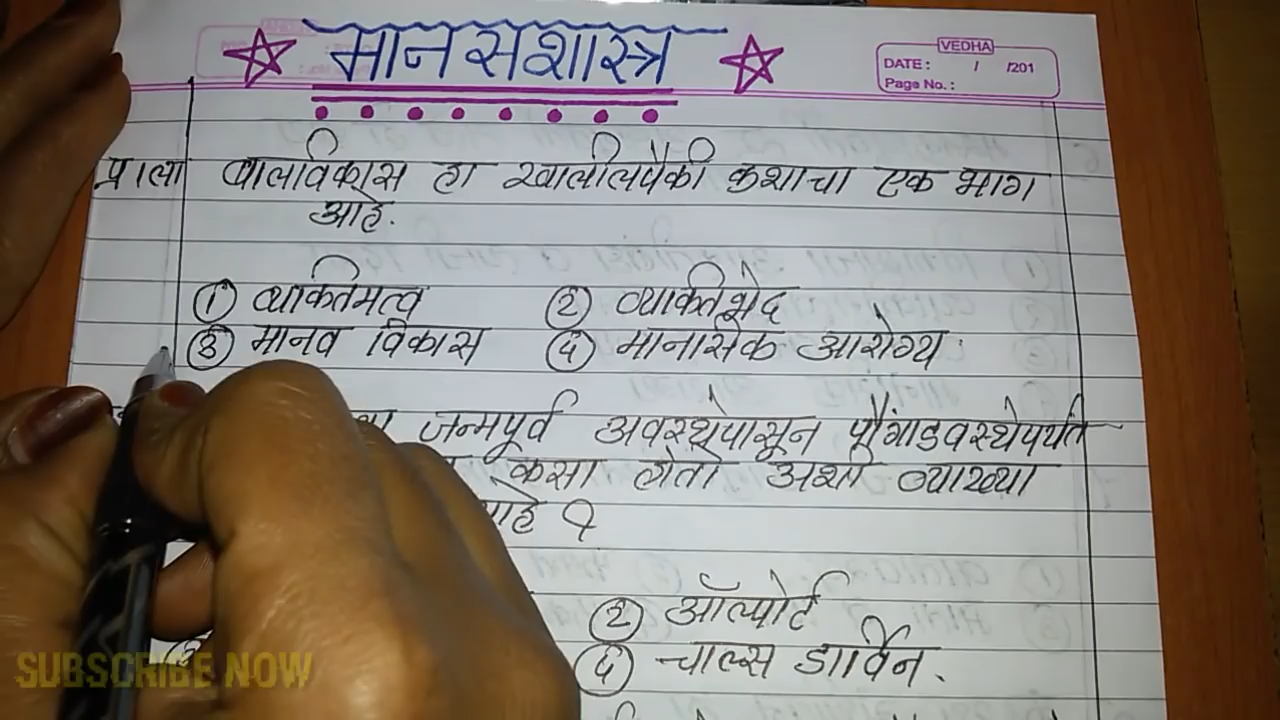 मानसशास्त्र
VEDHA
DATE : / /201
Page No. :
प्र।ला बालविकास हा खालीलपैकी कशाचा एक भाग
आहे.
① व्यक्तिमत्व ② व्यक्तिभेद
③ मानव विकास ④ मानसिक आरोग्य
जन्मपूर्व अवस्थेपासून पौगंडावस्थेपर्यंत
कसा होतो अशी व्याख्या
आहे ?
② ऑल्पोर्ट
④ चार्ल्स डार्विन.
SUBSCRIBE NOW